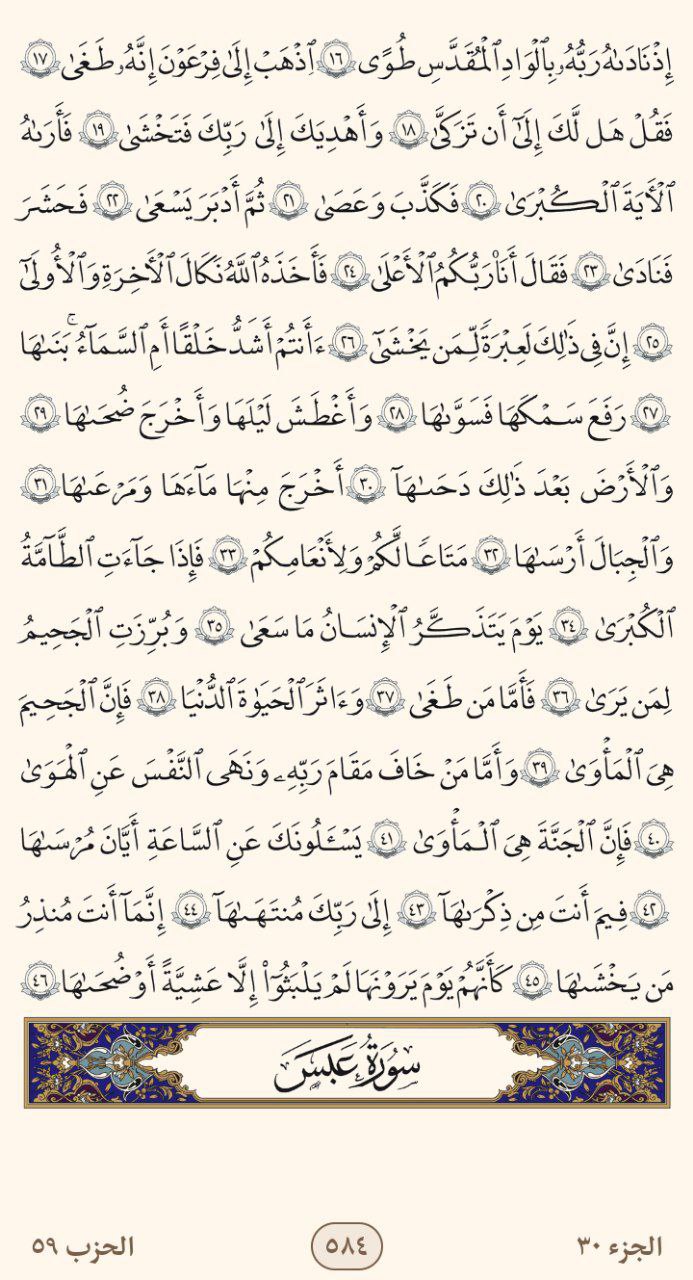 إِذْ نَادَىٰهُ رَبُّهُۥ بِٱلْوَادِ ٱلْمُقَدَّسِ طُوًى ١٦ ٱذْهَبْ إِلَىٰ فِرْعَوْنَ إِنَّهُۥ طَغَىٰ ١٧
فَقُلْ هَل لَّكَ إِلَىٰٓ أَن تَزَكَّىٰ ١٨ وَأَهْدِيَكَ إِلَىٰ رَبِّكَ فَتَخْشَىٰ ١٩ فَأَرَىٰهُ
ٱلْـَٔايَةَ ٱلْكُبْرَىٰ ٢٠ فَكَذَّبَ وَعَصَىٰ ٢١ ثُمَّ أَدْبَرَ يَسْعَىٰ ٢٢ فَحَشَرَ
فَنَادَىٰ ٢٣ فَقَالَ أَنَا۠ رَبُّكُمُ ٱلْأَعْلَىٰ ٢٤ فَأَخَذَهُ ٱللَّهُ نَكَالَ ٱلْـَٔاخِرَةِ وَٱلْأُولَىٰٓ
٢٥ إِنَّ فِى ذَٰلِكَ لَعِبْرَةً لِّمَن يَخْشَىٰٓ ٢٦ ءَأَنتُمْ أَشَدُّ خَلْقًا أَمِ ٱلسَّمَآءُ ۚ بَنَىٰهَا
٢٧ رَفَعَ سَمْكَهَا فَسَوَّىٰهَا ٢٨ وَأَغْطَشَ لَيْلَهَا وَأَخْرَجَ ضُحَىٰهَا ٢٩
وَٱلْأَرْضَ بَعْدَ ذَٰلِكَ دَحَىٰهَآ ٣٠ أَخْرَجَ مِنْهَا مَآءَهَا وَمَرْعَىٰهَا ٣١
وَٱلْجِبَالَ أَرْسَىٰهَا ٣٢ مَتَٰعًا لَّكُمْ وَلِأَنْعَٰمِكُمْ ٣٣ فَإِذَا جَآءَتِ ٱلطَّآمَّةُ
ٱلْكُبْرَىٰ ٣٤ يَوْمَ يَتَذَكَّرُ ٱلْإِنسَٰنُ مَا سَعَىٰ ٣٥ وَبُرِّزَتِ ٱلْجَحِيمُ
لِمَن يَرَىٰ ٣٦ فَأَمَّا مَن طَغَىٰ ٣٧ وَءَاثَرَ ٱلْحَيَوٰةَ ٱلدُّنْيَا ٣٨ فَإِنَّ ٱلْجَحِيمَ
هِىَ ٱلْمَأْوَىٰ ٣٩ وَأَمَّا مَنْ خَافَ مَقَامَ رَبِّهِۦ وَنَهَى ٱلنَّفْسَ عَنِ ٱلْهَوَىٰ
٤٠ فَإِنَّ ٱلْجَنَّةَ هِىَ ٱلْمَأْوَىٰ ٤١ يَسْـَٔلُونَكَ عَنِ ٱلسَّاعَةِ أَيَّانَ مُرْسَىٰهَا
٤٢ فِيمَ أَنتَ مِن ذِكْرَىٰهَآ ٤٣ إِلَىٰ رَبِّكَ مُنتَهَىٰهَآ ٤٤ إِنَّمَآ أَنتَ مُنذِرُ
مَن يَخْشَىٰهَا ٤٥ كَأَنَّهُمْ يَوْمَ يَرَوْنَهَا لَمْ يَلْبَثُوٓا۟ إِلَّا عَشِيَّةً أَوْ ضُحَىٰهَا ٤٦
سُورَةُ عَبَسَ
الجزء ٣٠ ٥٨٤ الحزب ٥٩